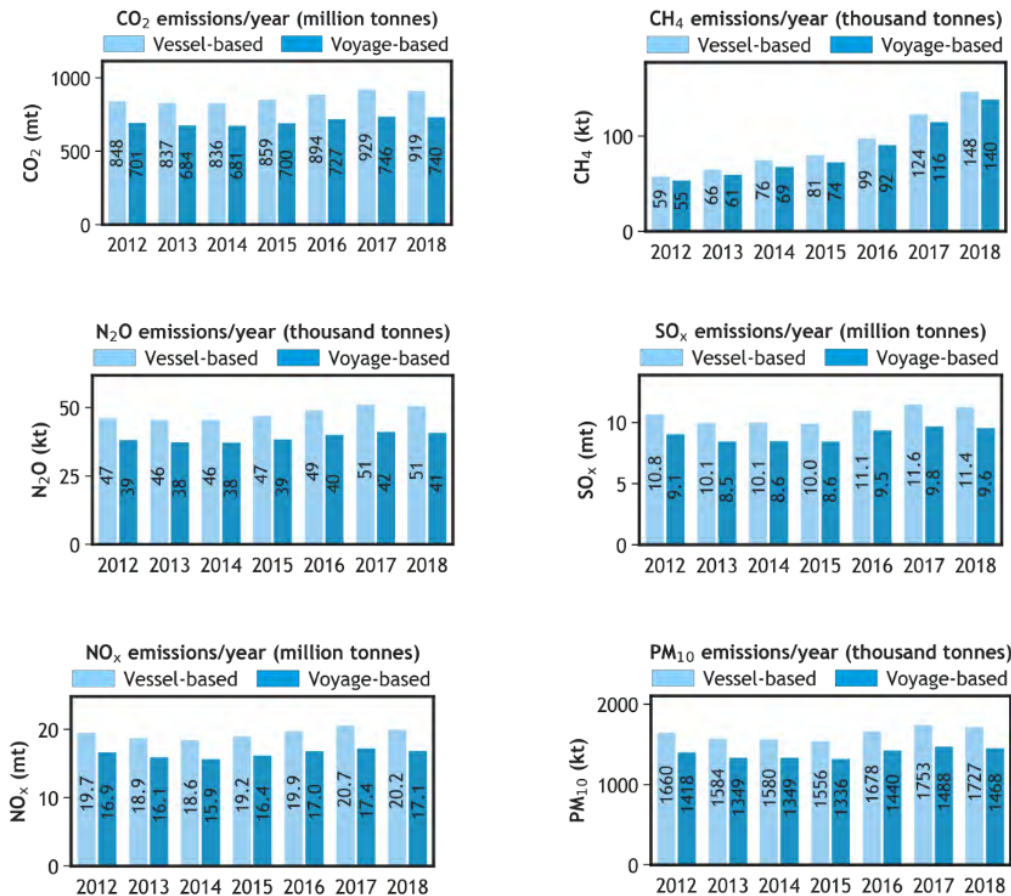 CO₂ emissions/year (million tonnes)
Vessel-based Voyage-based
CO₂ (mt)
1000
500
0
848 701 837 684 836 681 859 700 894 727 929 746 919 740
2012 2013 2014 2015 2016 2017 2018
CH₄ emissions/year (thousand tonnes)
Vessel-based Voyage-based
CH₄ (kt)
100
0
59 55 66 61 76 69 81 74 99 92 124 116 148 140
2012 2013 2014 2015 2016 2017 2018
N₂O emissions/year (thousand tonnes)
Vessel-based Voyage-based
N₂O (kt)
50
25
0
47 39 46 38 46 38 47 39 49 40 51 42 51 41
2012 2013 2014 2015 2016 2017 2018
SOₓ emissions/year (million tonnes)
Vessel-based Voyage-based
SOₓ (mt)
10
5
0
10.8 9.1 10.1 8.5 10.1 8.6 10.0 8.6 11.1 9.5 11.6 9.8 11.4 9.6
2012 2013 2014 2015 2016 2017 2018
NOₓ emissions/year (million tonnes)
Vessel-based Voyage-based
NOₓ (mt)
20
10
0
19.7 16.9 18.9 16.1 18.6 15.9 19.2 16.4 19.9 17.0 20.7 17.4 20.2 17.1
2012 2013 2014 2015 2016 2017 2018
PM₁₀ emissions/year (thousand tonnes)
Vessel-based Voyage-based
PM₁₀ (kt)
2000
1000
0
1660 1418 1584 1349 1580 1349 1556 1336 1678 1440 1753 1488 1727 1468
2012 2013 2014 2015 2016 2017 2018